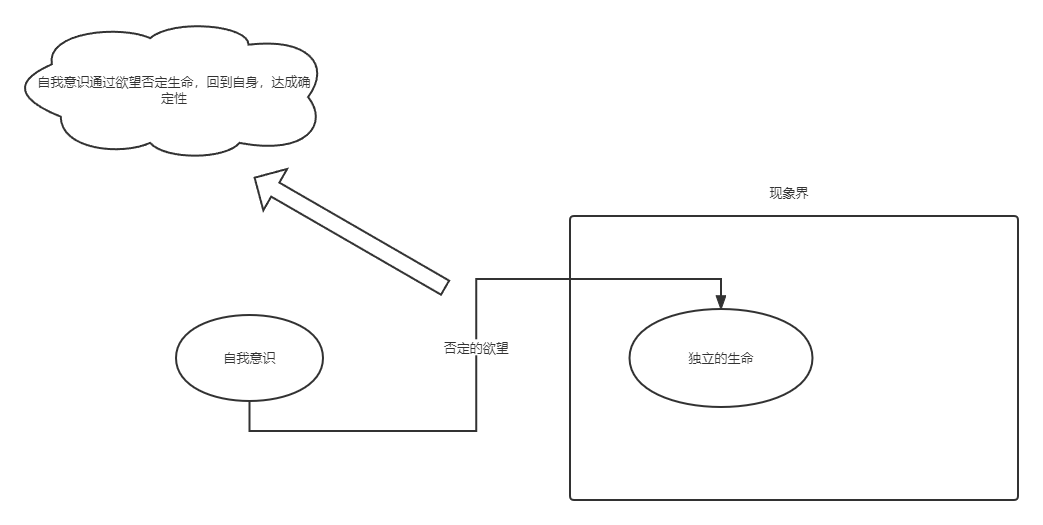 自我意识通过欲望否定生命，回到自身，达成确
定性
现象界
否定的欲望
自我意识
独立的生命